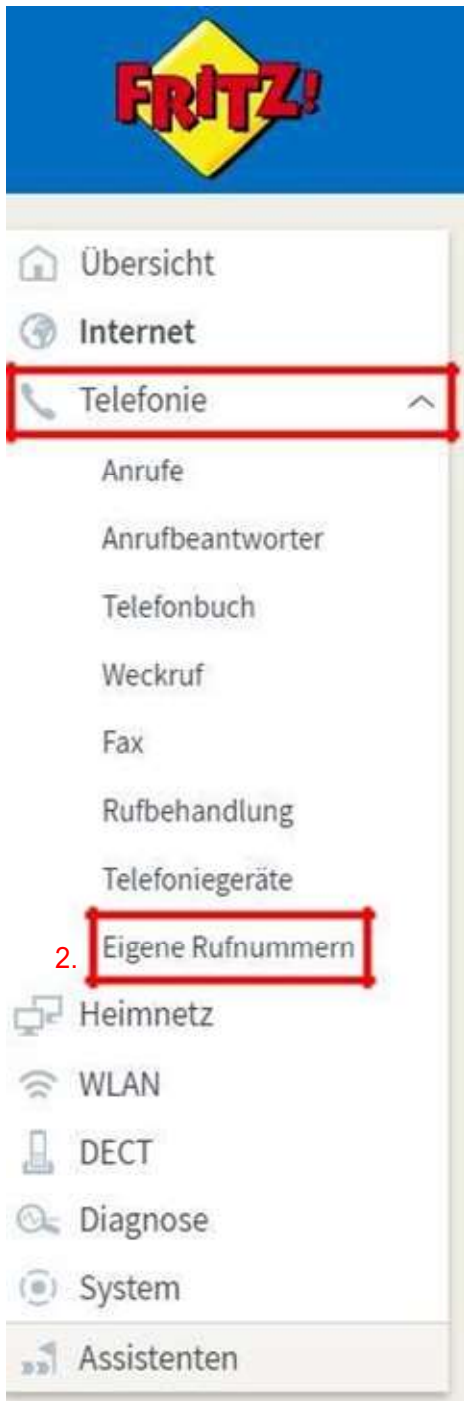 FRITZ!
Übersicht
Internet
Telefonie
Anrufe
Anrufbeantworter
Telefonbuch
Weckruf
Fax
Rufbehandlung
Telefoniegeräte
2. Eigene Rufnummern
Heimnetz
WLAN
DECT
Diagnose
System
Assistenten